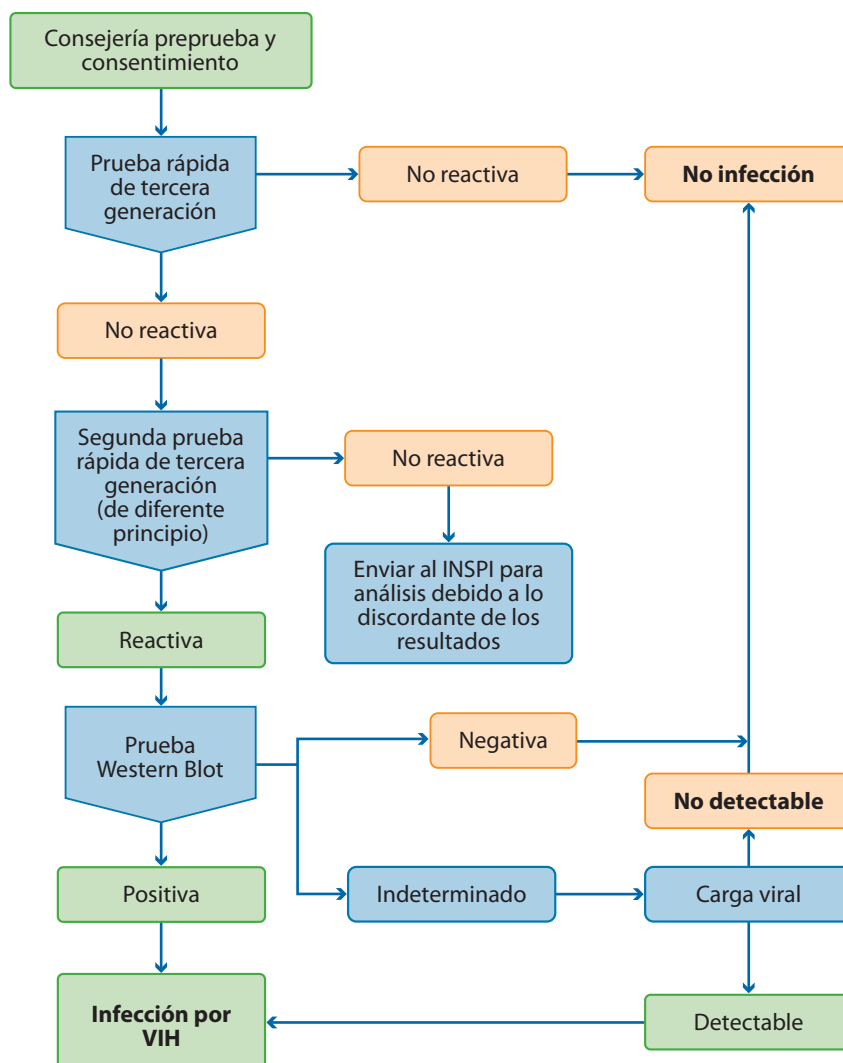 Consejería preprueba y
consentimiento
Prueba rápida
de tercera
generación
No reactiva
No infección
No reactiva
Segunda prueba
rápida de tercera
generación
(de diferente
principio)
No reactiva
Enviar al INSPI para
análisis debido a lo
discordante de los
resultados
Reactiva
Prueba
Western Blot
Negativa
No detectable
Positiva
Indeterminado
Carga viral
Infección por
VIH
Detectable